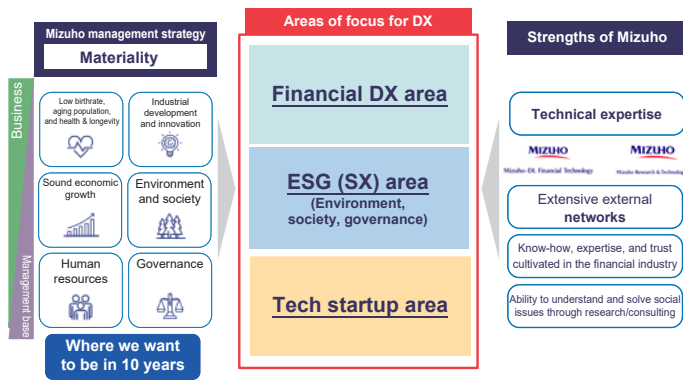 Mizuho management strategy
Materiality
Business
Management base
Low birthrate,
aging population,
and health & longevity
Industrial
development
and innovation
Sound economic
growth
Environment
and society
Human
resources
Governance
Where we want
to be in 10 years
Areas of focus for DX
Financial DX area
ESG (SX) area
(Environment,
society, governance)
Tech startup area
Strengths of Mizuho
Technical expertise
MIZUHO
Mizuho-DL Financial Technology
MIZUHO
Mizuho Research & Technologies
Extensive external
networks
Know-how, expertise, and trust
cultivated in the financial industry
Ability to understand and solve social
issues through research/consulting